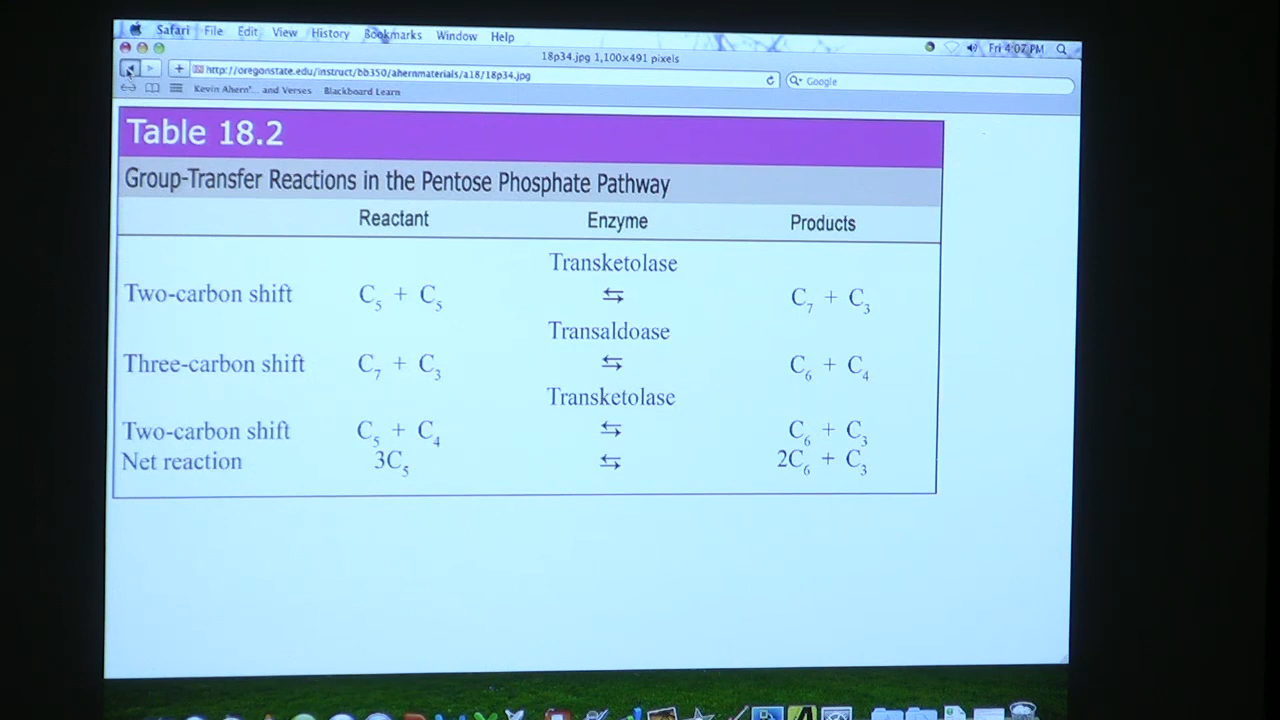 Safari File Edit View History Bookmarks Window Help Fri 4:07 PM
18p34.jpg 1,100×491 pixels
http://oregonstate.edu/instruct/bb350/ahernmaterials/a18/18p34.jpg Google
Kevin Ahern'... and Verses Blackboard Learn
Table 18.2
Group-Transfer Reactions in the Pentose Phosphate Pathway
Reactant Enzyme Products
Transketolase
Two-carbon shift C₅ + C₅ ⇆ C₇ + C₃
Transaldoase
Three-carbon shift C₇ + C₃ ⇆ C₆ + C₄
Transketolase
Two-carbon shift C₅ + C₄ ⇆ C₆ + C₃
Net reaction 3C₅ ⇆ 2C₆ + C₃